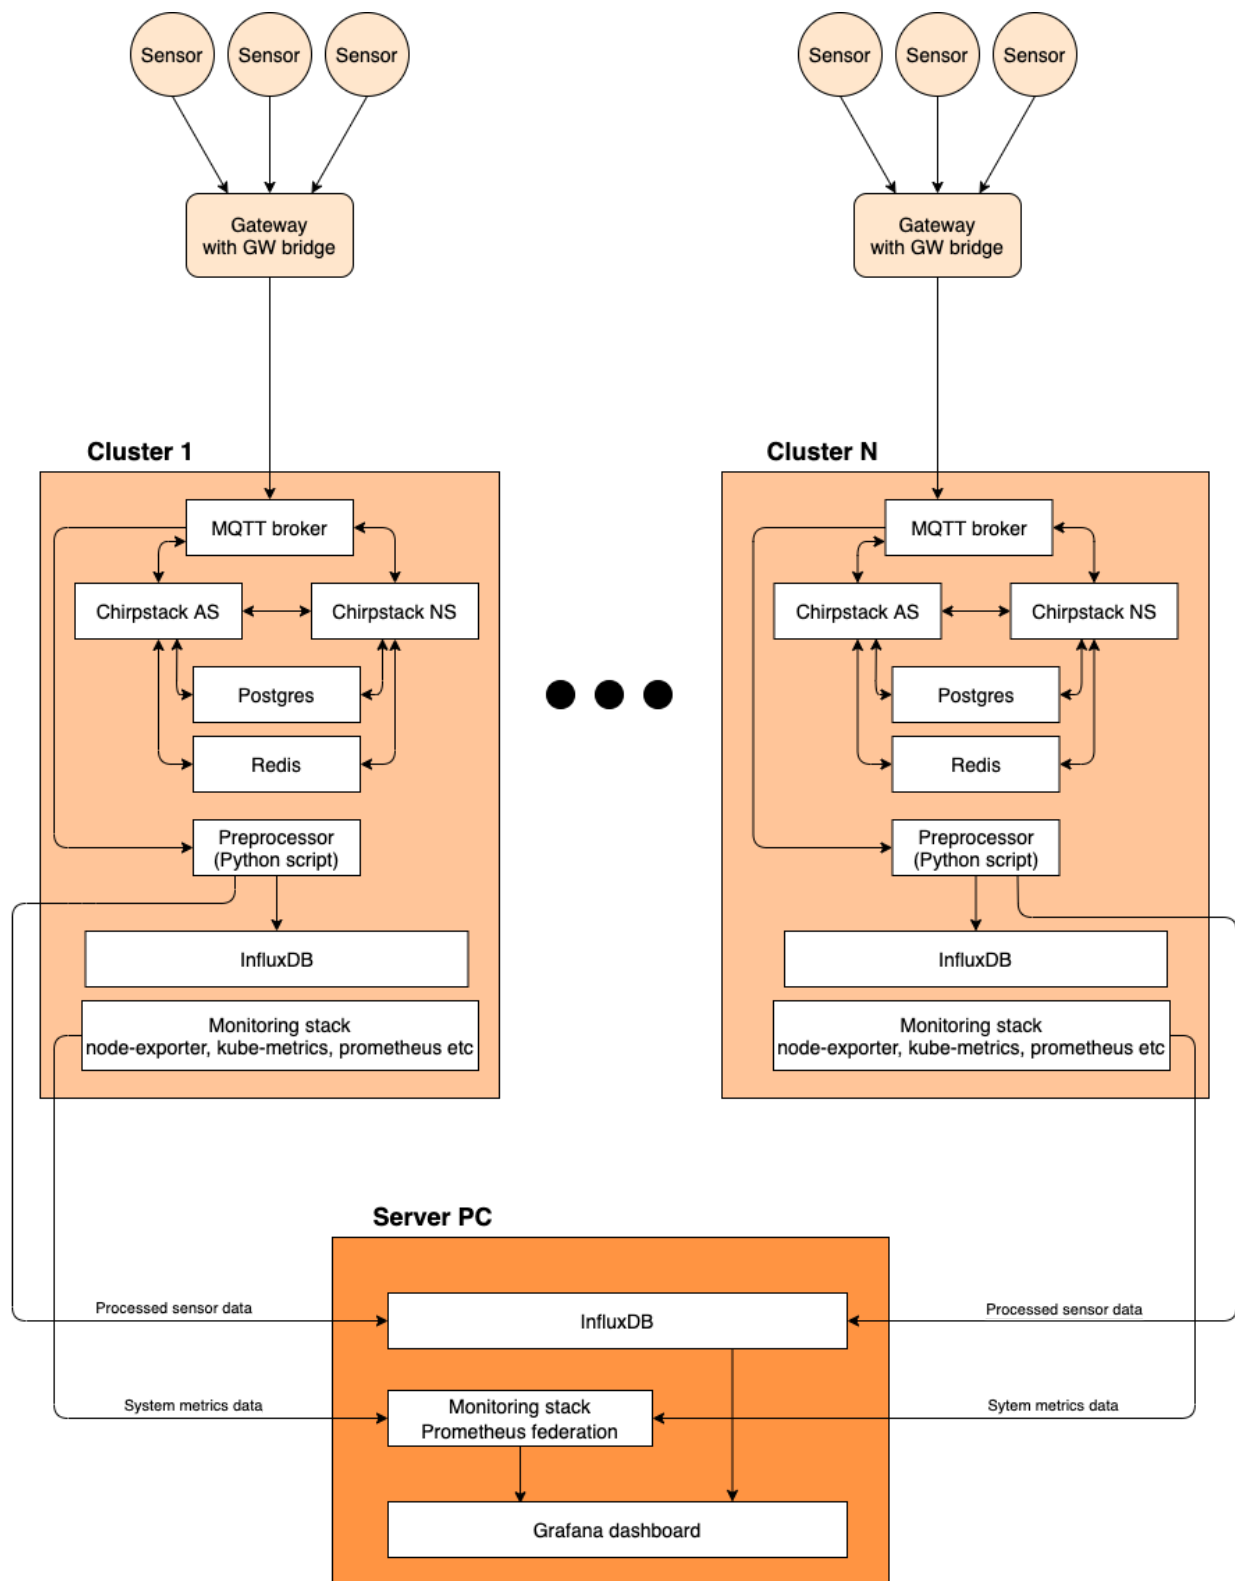 Sensor
Sensor
Sensor
Sensor
Sensor
Sensor
Gateway
with GW bridge
Gateway
with GW bridge
Cluster 1
MQTT broker
Chirpstack AS
Chirpstack NS
Postgres
Redis
Preprocessor
(Python script)
InfluxDB
Monitoring stack
node-exporter, kube-metrics, prometheus etc
Cluster N
MQTT broker
Chirpstack AS
Chirpstack NS
Postgres
Redis
Preprocessor
(Python script)
InfluxDB
Monitoring stack
node-exporter, kube-metrics, prometheus etc
Server PC
Processed sensor data
InfluxDB
Processed sensor data
System metrics data
Monitoring stack
Prometheus federation
Sytem metrics data
Grafana dashboard